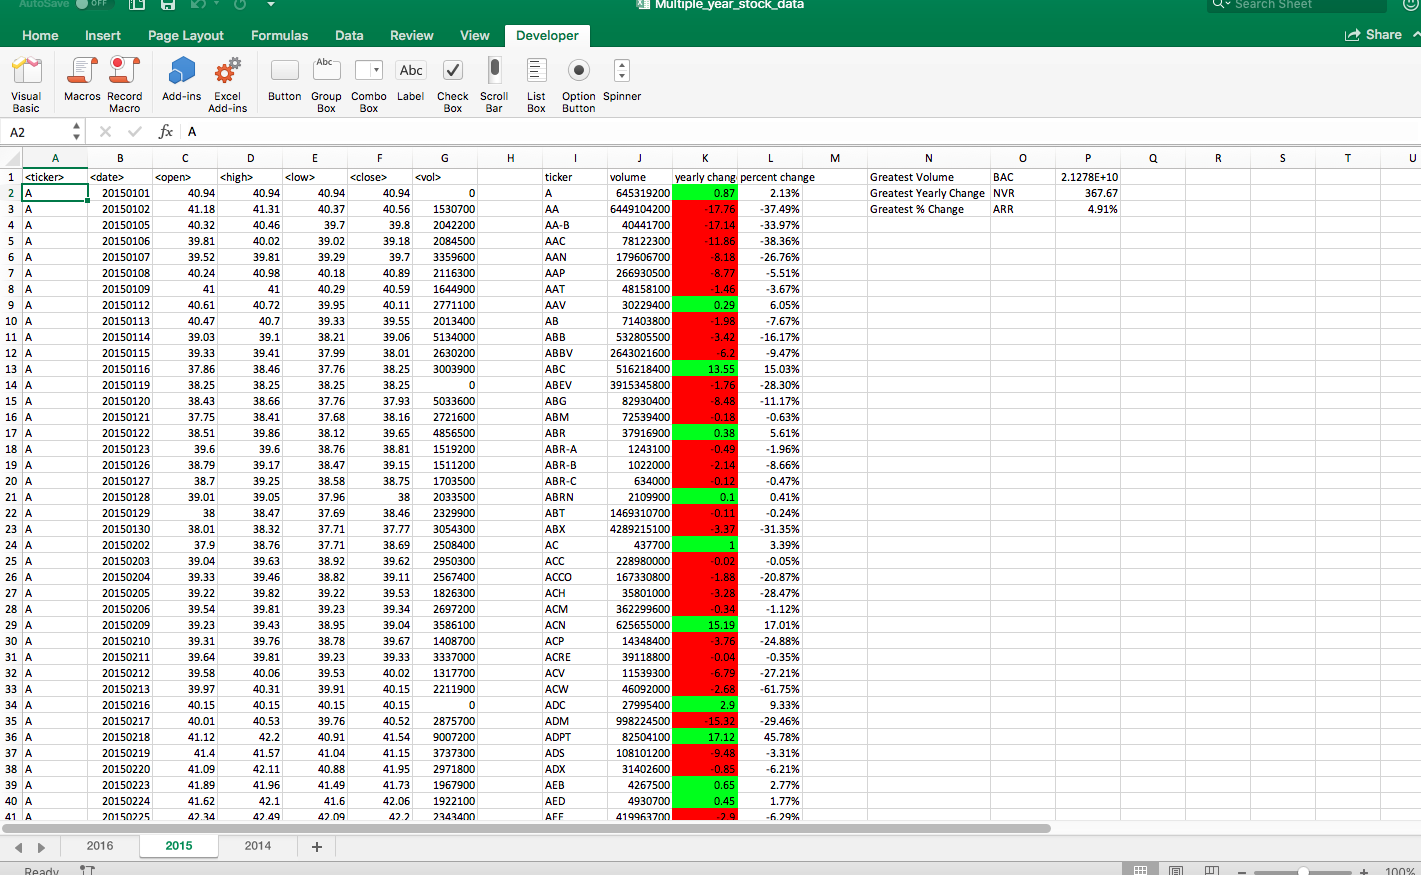 AutoSave OFF Multiple_year_stock_data Search Sheet
Home Insert Page Layout Formulas Data Review View Developer Share
Visual Basic Macros Record Macro Add-ins Excel Add-ins Button Group Box Combo Box Label Check Box Scroll Bar List Box Option Button Spinner
Abc Abc
A2 fx A
A B C D E F G H I J K L M N O P Q R S T U
1 <ticker> <date> <open> <high> <low> <close> <vol> ticker volume yearly chang percent change Greatest Volume BAC 2.1278E+10
2 A 20150101 40.94 40.94 40.94 40.94 0 A 645319200 0.87 2.13% Greatest Yearly Change NVR 367.67
3 A 20150102 41.18 41.31 40.37 40.56 1530700 AA 6449104200 -17.76 -37.49% Greatest % Change ARR 4.91%
4 A 20150105 40.32 40.46 39.7 39.8 2042200 AA-B 40441700 -17.14 -33.97%
5 A 20150106 39.81 40.02 39.02 39.18 2084500 AAC 78122300 -11.86 -38.36%
6 A 20150107 39.52 39.81 39.29 39.7 3359600 AAN 179606700 -8.18 -26.76%
7 A 20150108 40.24 40.98 40.18 40.89 2116300 AAP 266930500 -8.77 -5.51%
8 A 20150109 41 41 40.29 40.59 1644900 AAT 48158100 -1.46 -3.67%
9 A 20150112 40.61 40.72 39.95 40.11 2771100 AAV 30229400 0.29 6.05%
10 A 20150113 40.47 40.7 39.33 39.55 2013400 AB 71403800 -1.98 -7.67%
11 A 20150114 39.03 39.1 38.21 39.06 5134000 ABB 532805500 -3.42 -16.17%
12 A 20150115 39.33 39.41 37.99 38.01 2630200 ABBV 2643021600 -6.2 -9.47%
13 A 20150116 37.86 38.46 37.76 38.25 3003900 ABC 516218400 13.55 15.03%
14 A 20150119 38.25 38.25 38.25 38.25 0 ABEV 3915345800 -1.76 -28.30%
15 A 20150120 38.43 38.66 37.76 37.93 5033600 ABG 82930400 -8.48 -11.17%
16 A 20150121 37.75 38.41 37.68 38.16 2721600 ABM 72539400 -0.18 -0.63%
17 A 20150122 38.51 39.86 38.12 39.65 4856500 ABR 37916900 0.38 5.61%
18 A 20150123 39.6 39.6 38.76 38.81 1519200 ABR-A 1243100 -0.49 -1.96%
19 A 20150126 38.79 39.17 38.47 39.15 1511200 ABR-B 1022000 -2.14 -8.66%
20 A 20150127 38.7 39.25 38.58 38.75 1703500 ABR-C 634000 -0.12 -0.47%
21 A 20150128 39.01 39.05 37.96 38 2033500 ABRN 2109900 0.1 0.41%
22 A 20150129 38 38.47 37.69 38.46 2329900 ABT 1469310700 -0.11 -0.24%
23 A 20150130 38.01 38.32 37.71 37.77 3054300 ABX 4289215100 -3.37 -31.35%
24 A 20150202 37.9 38.76 37.71 38.69 2508400 AC 437700 1 3.39%
25 A 20150203 39.04 39.63 38.92 39.62 2950300 ACC 228980000 -0.02 -0.05%
26 A 20150204 39.33 39.46 38.82 39.11 2567400 ACCO 167330800 -1.88 -20.87%
27 A 20150205 39.22 39.82 39.22 39.53 1826300 ACH 35801000 -3.28 -28.47%
28 A 20150206 39.54 39.81 39.23 39.34 2697200 ACM 362299600 -0.34 -1.12%
29 A 20150209 39.23 39.43 38.95 39.04 3586100 ACN 625655000 15.19 17.01%
30 A 20150210 39.31 39.76 38.78 39.67 1408700 ACP 14348400 -3.76 -24.88%
31 A 20150211 39.64 39.81 39.23 39.33 3337000 ACRE 39118800 -0.04 -0.35%
32 A 20150212 39.58 40.06 39.53 40.02 1317700 ACV 11539300 -6.79 -27.21%
33 A 20150213 39.97 40.31 39.91 40.15 2211900 ACW 46092000 -2.68 -61.75%
34 A 20150216 40.15 40.15 40.15 40.15 0 ADC 27995400 2.9 9.33%
35 A 20150217 40.01 40.53 39.76 40.52 2875700 ADM 998224500 -15.32 -29.46%
36 A 20150218 41.12 42.2 40.91 41.54 9007200 ADPT 82504100 17.12 45.78%
37 A 20150219 41.4 41.57 41.04 41.15 3737300 ADS 108101200 -9.48 -3.31%
38 A 20150220 41.09 42.11 40.88 41.95 2971800 ADX 31402600 -0.85 -6.21%
39 A 20150223 41.89 41.96 41.49 41.73 1967900 AEB 4267500 0.65 2.77%
40 A 20150224 41.62 42.1 41.6 42.06 1922100 AED 4930700 0.45 1.77%
41 A 20150225 42.34 42.49 42.09 42.2 2343400 AEE 419963700 -2.9 -6.29%
2016 2015 2014 +
Ready 100%